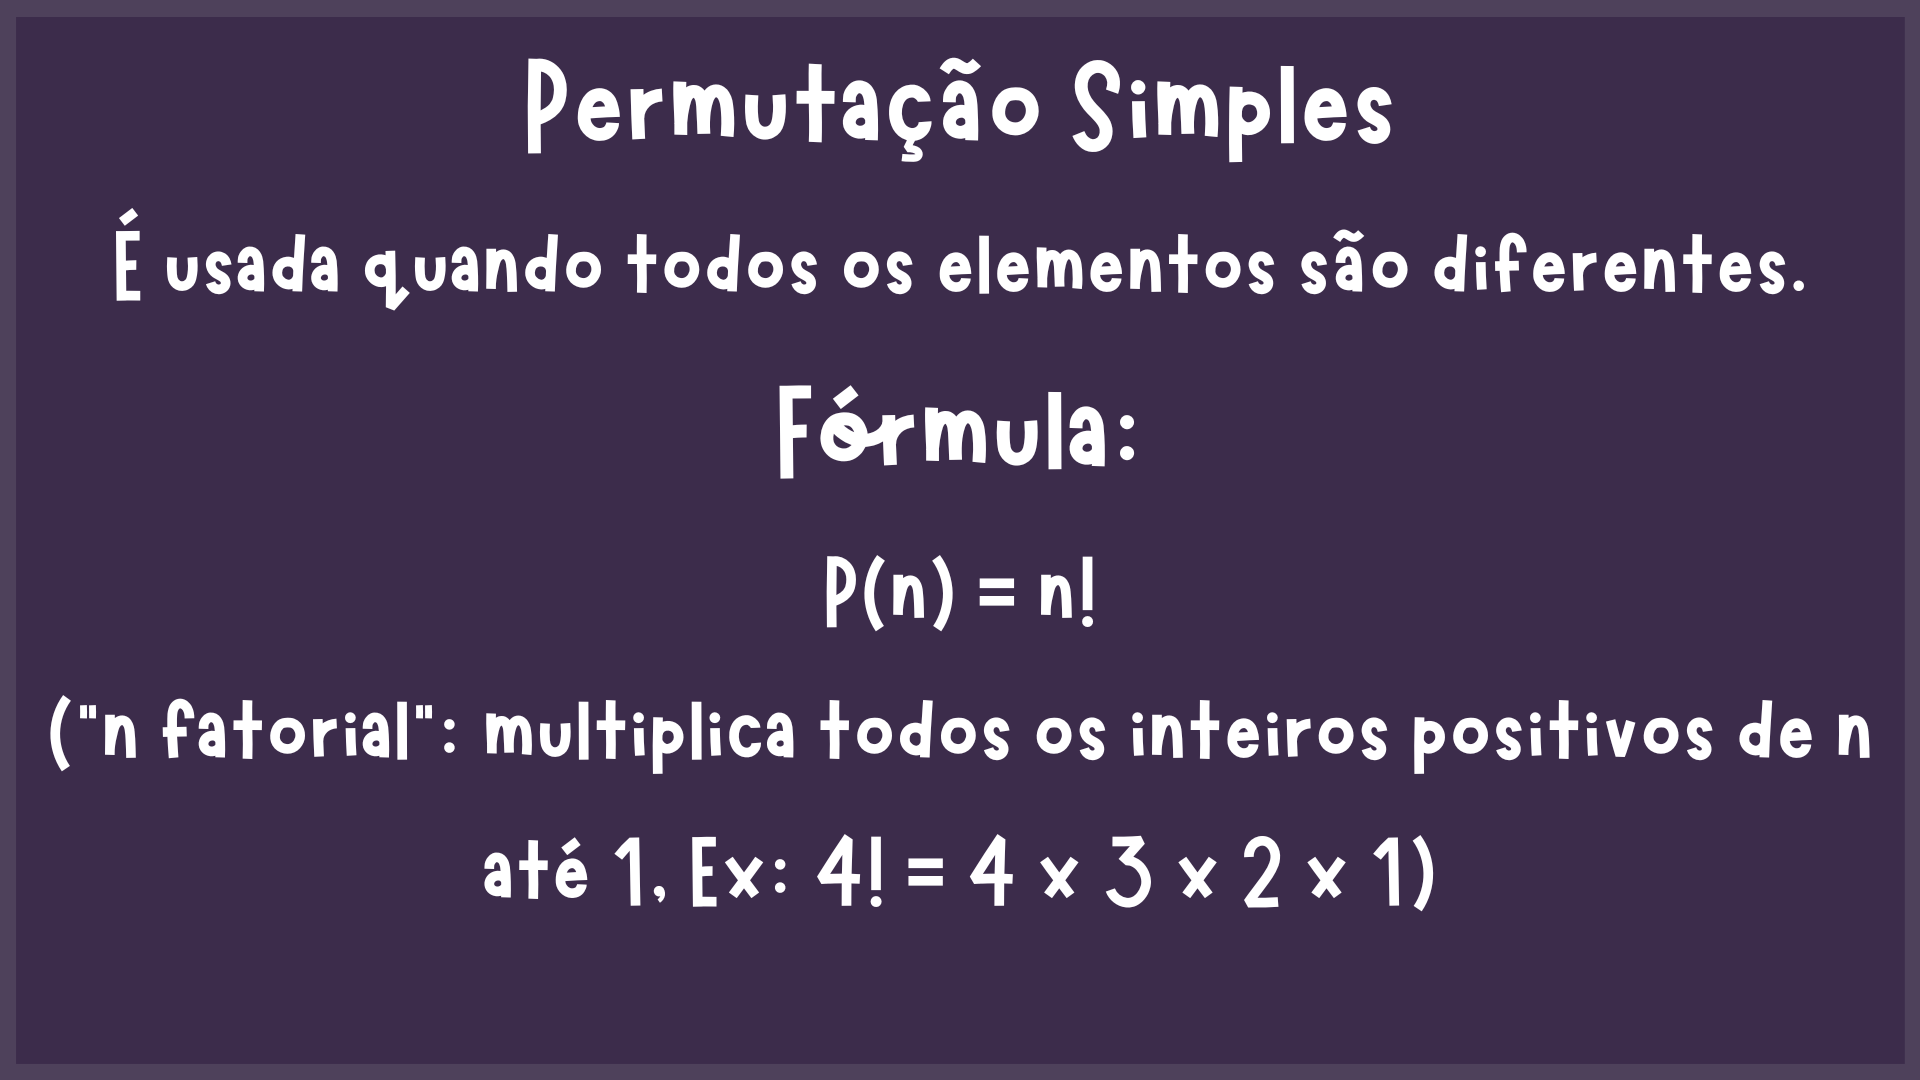 Permutação Simples
É usada quando todos os elementos são diferentes.
Fórmula:
P(n) = n!
("n fatorial": multiplica todos os inteiros positivos de n
até 1, Ex: 4! = 4 x 3 x 2 x 1)